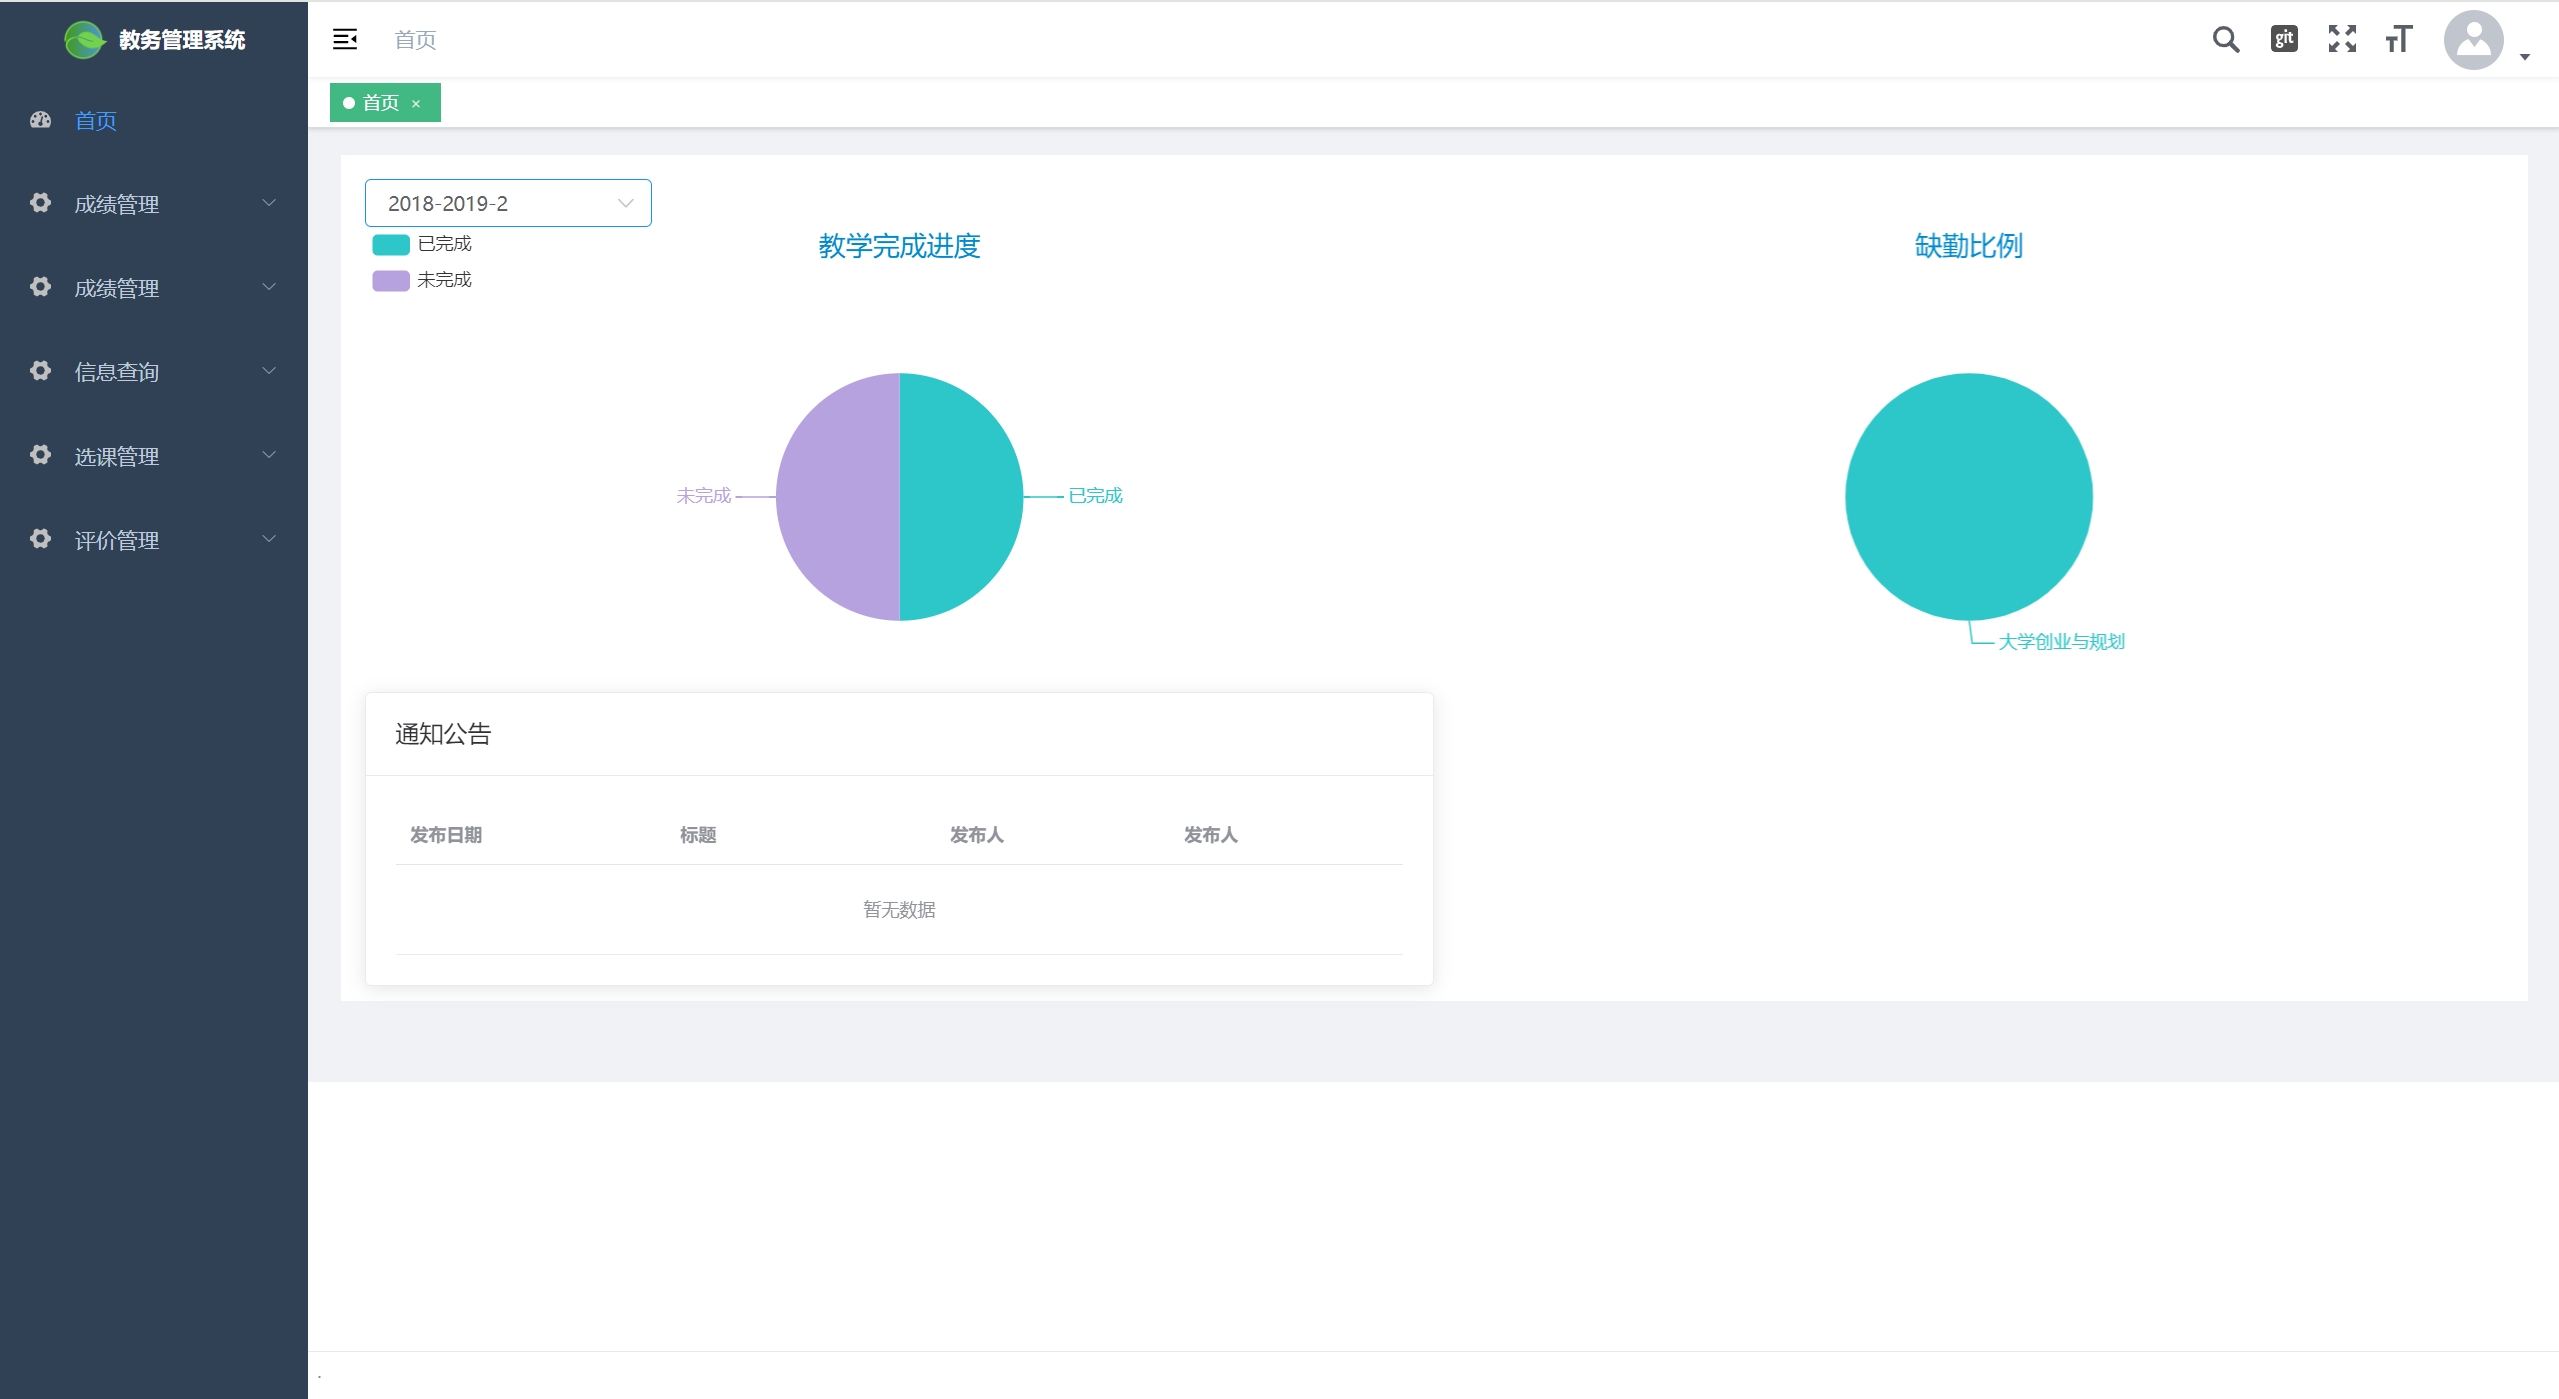 教务管理系统
首页
成绩管理
成绩管理
信息查询
选课管理
评价管理
首页
git
首页 ×
2018-2019-2
已完成
未完成
教学完成进度
未完成
已完成
缺勤比例
大学创业与规划
通知公告
发布日期 标题 发布人 发布人
暂无数据
.